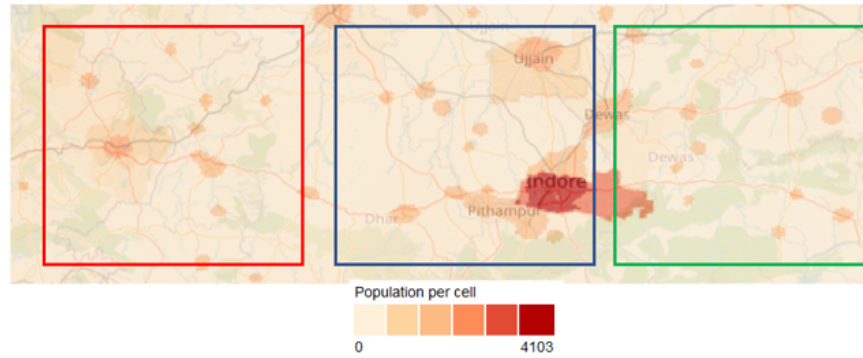 Ujjain
Ujjain
Dewas
Dewas
Indore
Dhar
Pithampur
Population per cell
0 4103